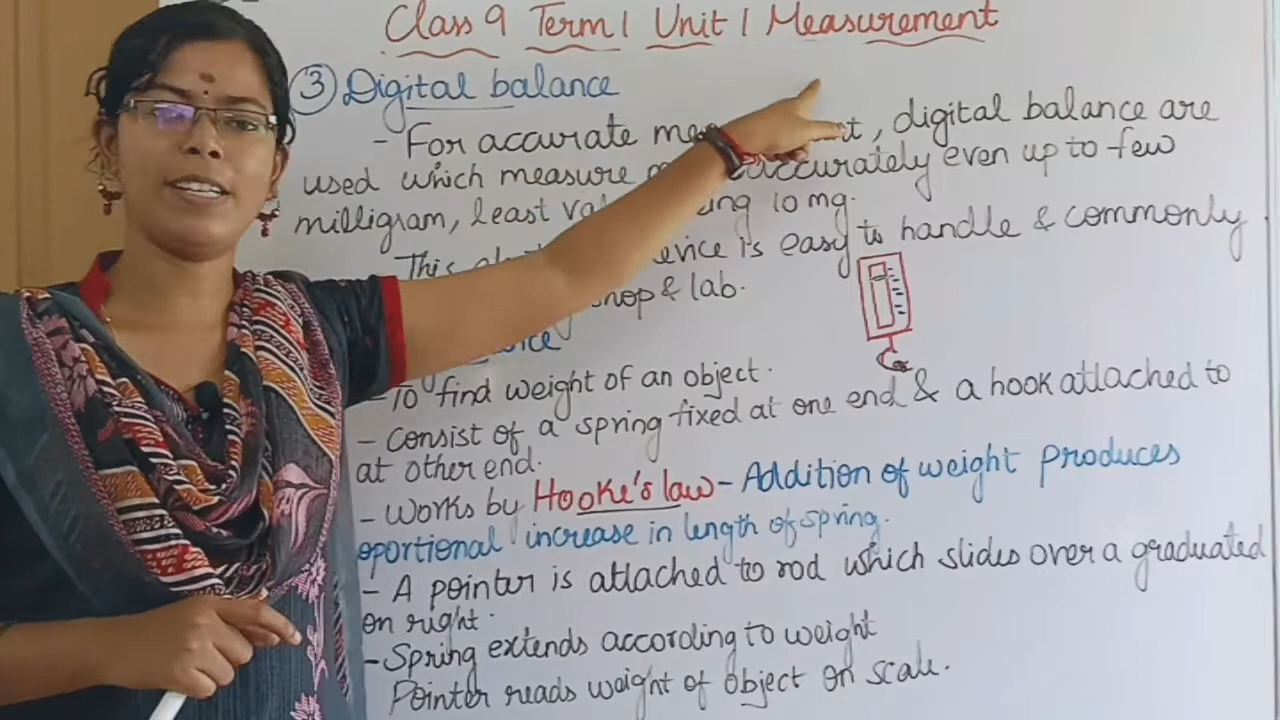 Class 9 Term 1 Unit 1 Measurement
③ Digital balance
- For accurate , digital balance are
used which measure accurately even up to few
milligram, least 10 mg.
This is easy to handle & commonly
shop & lab.
- To find weight of an object.
- Consist of a spring fixed at one end & a hook attached to
at other end.
- Works by Hooke's law - Addition of weight produces
oportional increase in length of spring.
- A pointer is attached to rod which slides over a graduated
on right.
- Spring extends according to weight
Pointer reads weight of object on scale.